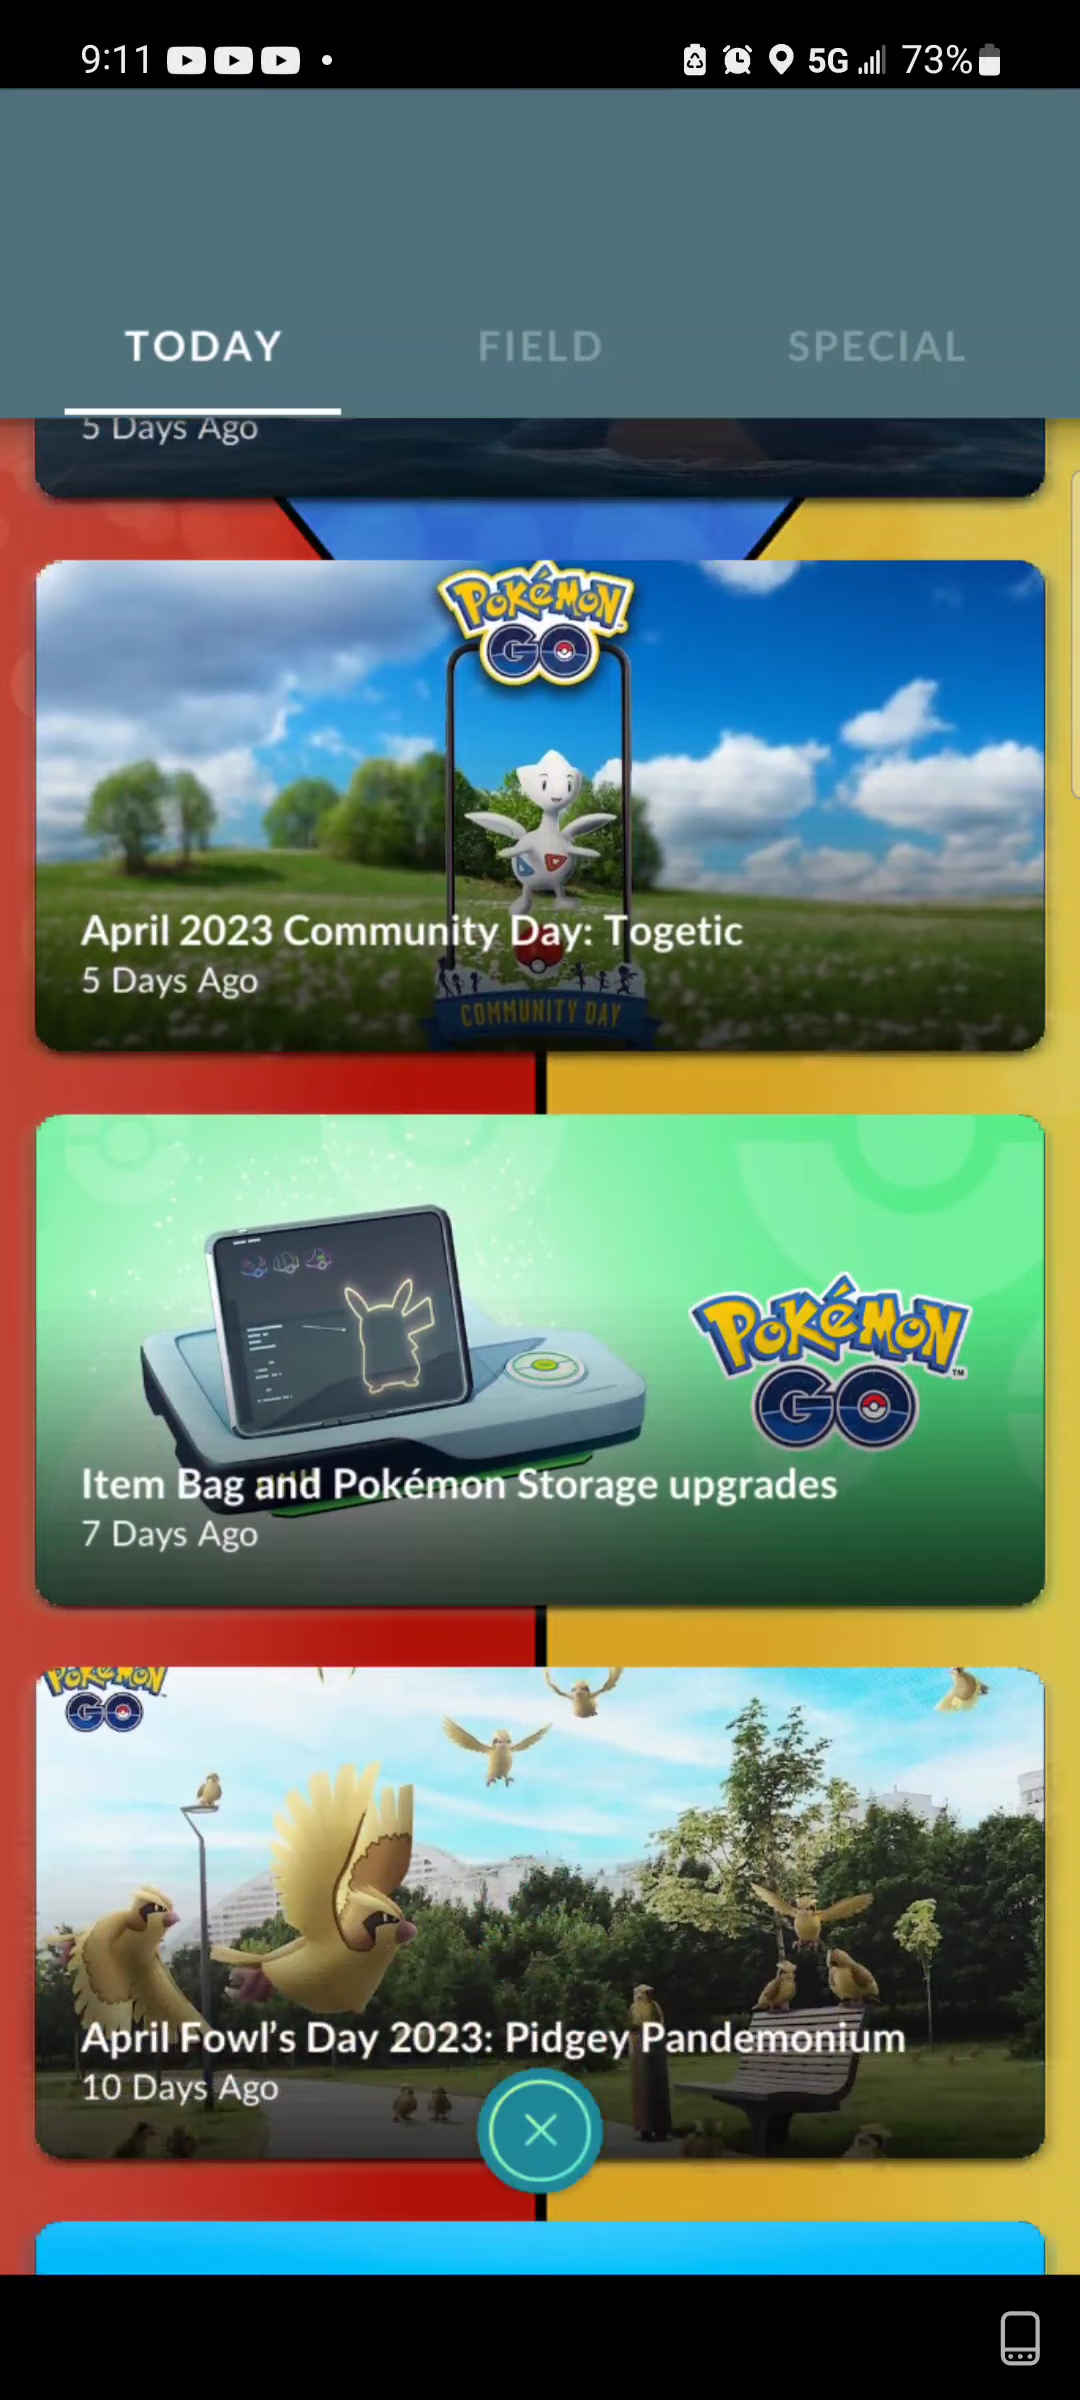 9:11
5G
73%
TODAY
FIELD
SPECIAL
5 Days Ago
POKéMON
GO
April 2023 Community Day: Togetic
5 Days Ago
COMMUNITY DAY
POKéMON™
GO
Item Bag and Pokémon Storage upgrades
7 Days Ago
POKéMON
GO
April Fowl's Day 2023: Pidgey Pandemonium
10 Days Ago